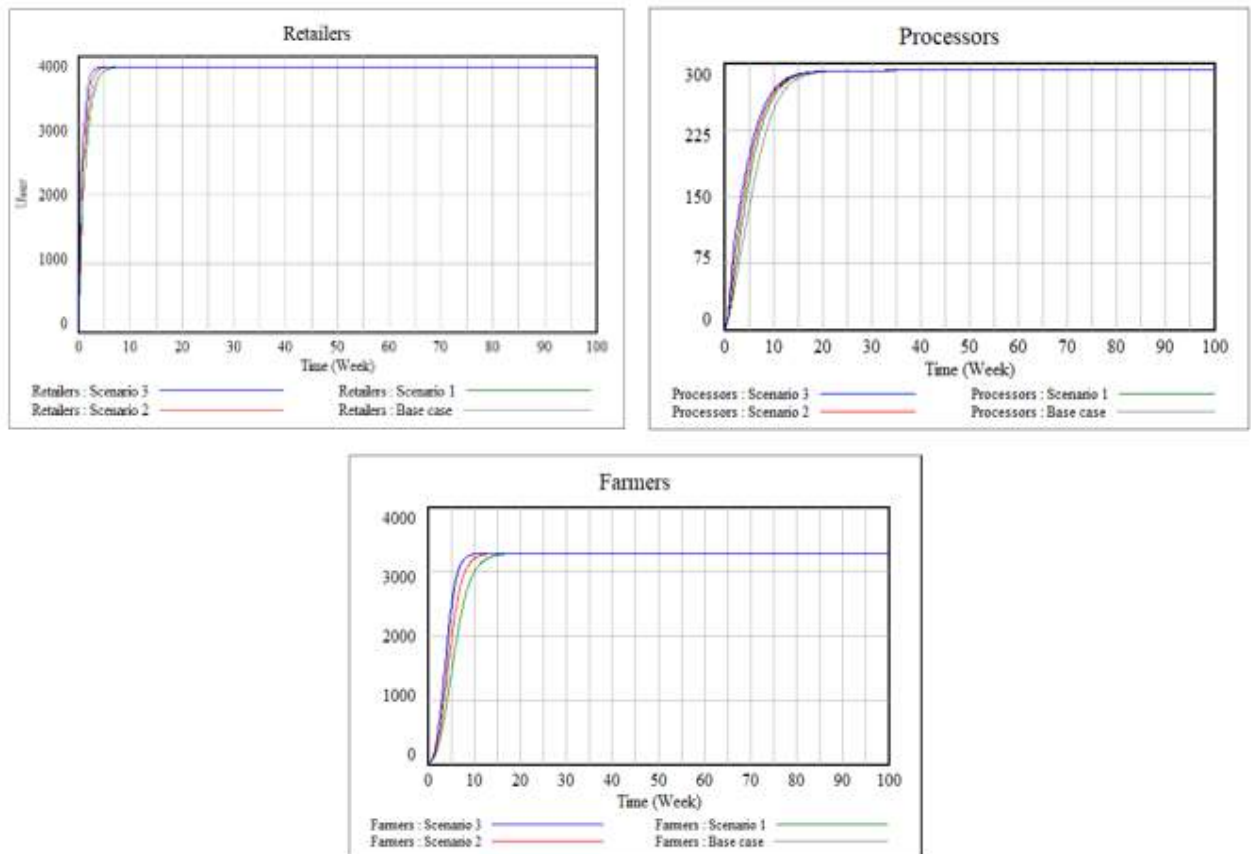 Retailers
4000
3000
2000
1000
0
0 10 20 30 40 50 60 70 80 90 100
Time (Week)
Retailers : Scenario 3 Retailers : Scenario 1
Retailers : Scenario 2 Retailers : Base case
Processors
300
225
150
75
0
0 10 20 30 40 50 60 70 80 90 100
Time (Week)
Processors : Scenario 3 Processors : Scenario 1
Processors : Scenario 2 Processors : Base case
Farmers
4000
3000
2000
1000
0
0 10 20 30 40 50 60 70 80 90 100
Time (Week)
Farmers : Scenario 3 Farmers : Scenario 1
Farmers : Scenario 2 Farmers : Base case